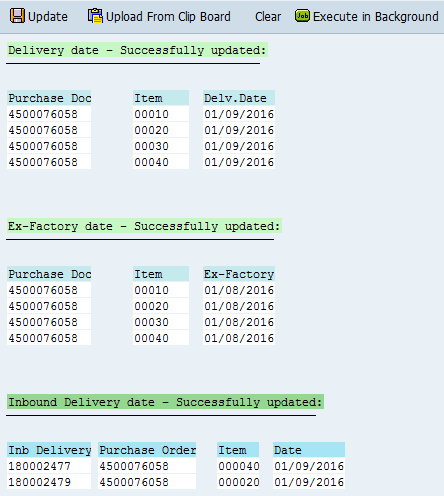 Update Upload From Clip Board Clear Execute in Background
Delivery date - Successfully updated:
Purchase Doc Item Delv.Date
4500076058 00010 01/09/2016
4500076058 00020 01/09/2016
4500076058 00030 01/09/2016
4500076058 00040 01/09/2016
Ex-Factory date - Successfully updated:
Purchase Doc Item Ex-Factory
4500076058 00010 01/08/2016
4500076058 00020 01/08/2016
4500076058 00030 01/08/2016
4500076058 00040 01/08/2016
Inbound Delivery date - Successfully updated:
Inb Delivery Purchase Order Item Date
180002477 4500076058 000040 01/09/2016
180002479 4500076058 000020 01/09/2016